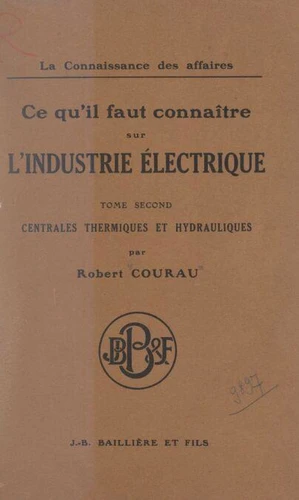 La Connaissance des affaires
Ce qu'il faut connaître
sur
L'INDUSTRIE ÉLECTRIQUE
TOME SECOND
CENTRALES THERMIQUES ET HYDRAULIQUES
par
Robert COURAU
JBB&F
J.-B. BAILLIÈRE ET FILS